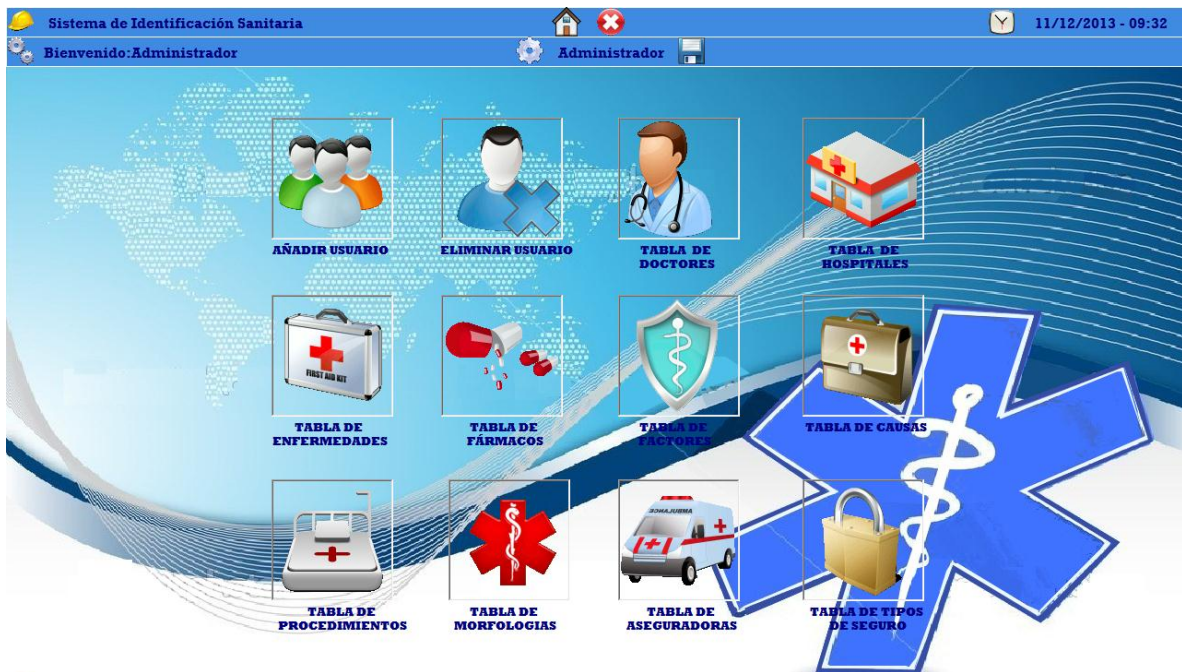 Sistema de Identificación Sanitaria
11/12/2013 - 09:32
Bienvenido:Administrador
Administrador
AÑADIR USUARIO
ELIMINAR USUARIO
TABLA DE
DOCTORES
TABLA DE
HOSPITALES
FIRST AID KIT
TABLA DE
ENFERMEDADES
TABLA DE
FÁRMACOS
TABLA DE
FACTORES
TABLA DE CAUSAS
TABLA DE
PROCEDIMIENTOS
TABLA DE
MORFOLOGIAS
TABLA DE
ASEGURADORAS
TABLA DE TIPOS
DE SEGURO